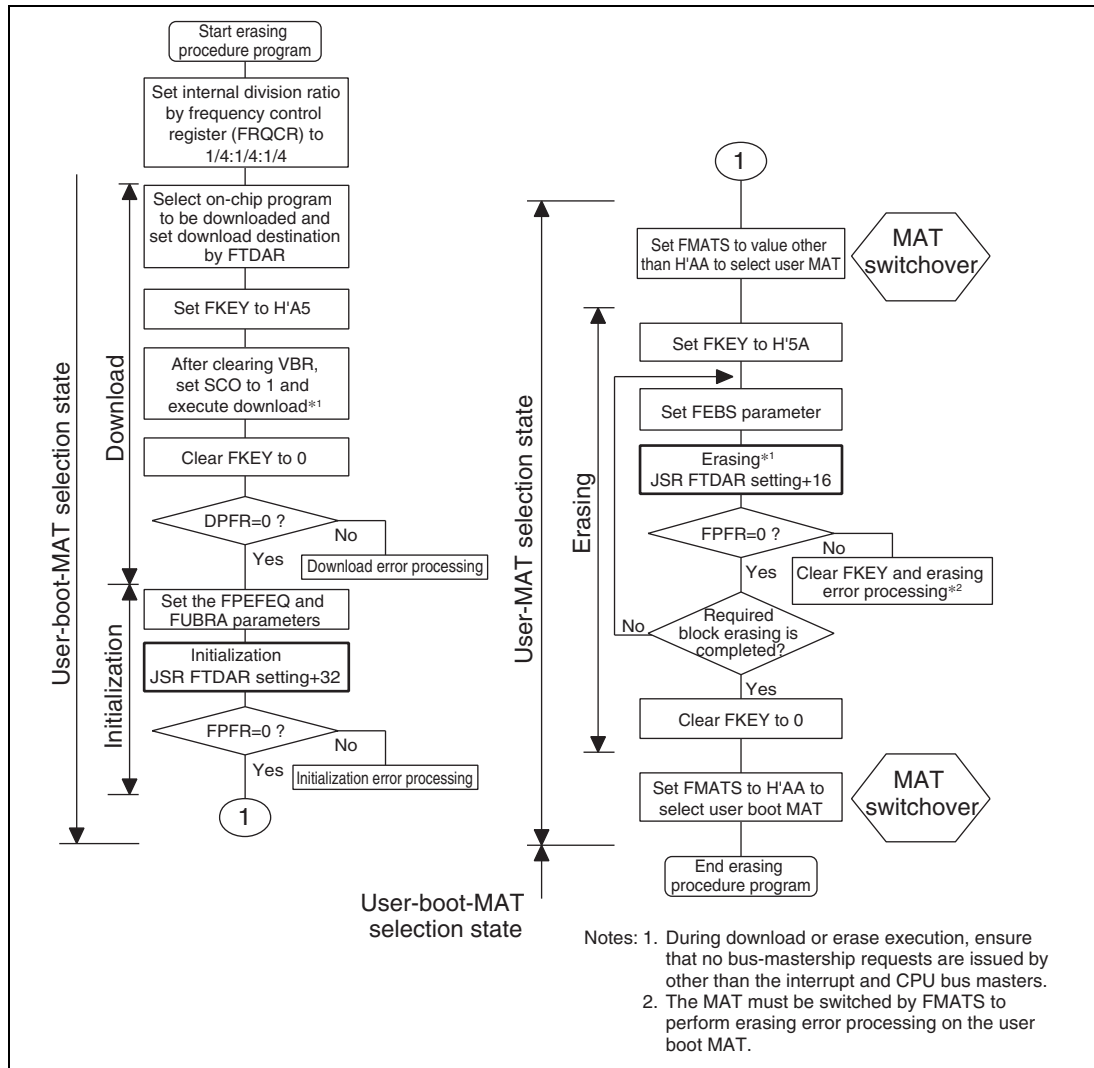 Start erasing
procedure program
Set internal division ratio
by frequency control
register (FRQCR) to
1/4:1/4:1/4
User-boot-MAT selection state
Download
Select on-chip program
to be downloaded and
set download destination
by FTDAR
Set FKEY to H'A5
After clearing VBR,
set SCO to 1 and
execute download*1
Clear FKEY to 0
DPFR=0 ?
No
Yes
Download error processing
Initialization
Set the FPEFEQ and
FUBRA parameters
Initialization
JSR FTDAR setting+32
FPFR=0 ?
No
Yes
Initialization error processing
1
1
User-MAT selection state
Set FMATS to value other
than H'AA to select user MAT
MAT
switchover
Erasing
Set FKEY to H'5A
Set FEBS parameter
Erasing*1
JSR FTDAR setting+16
FPFR=0 ?
No
Yes
Clear FKEY and erasing
error processing*2
Required
block erasing is
completed?
No
Yes
Clear FKEY to 0
Set FMATS to H'AA to
select user boot MAT
MAT
switchover
End erasing
procedure program
User-boot-MAT
selection state
Notes: 1. During download or erase execution, ensure
that no bus-mastership requests are issued by
other than the interrupt and CPU bus masters.
2. The MAT must be switched by FMATS to
perform erasing error processing on the user
boot MAT.